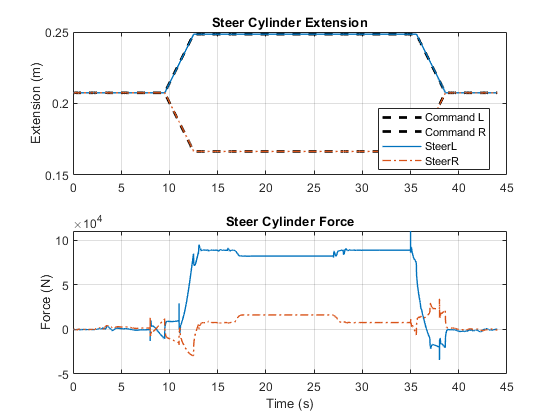 Steer Cylinder Extension
0.25
0.2
0.15
Extension (m)
0 5 10 15 20 25 30 35 40 45
Command L
Command R
SteerL
SteerR
Steer Cylinder Force
×10⁴
10
5
0
-5
Force (N)
0 5 10 15 20 25 30 35 40 45
Time (s)